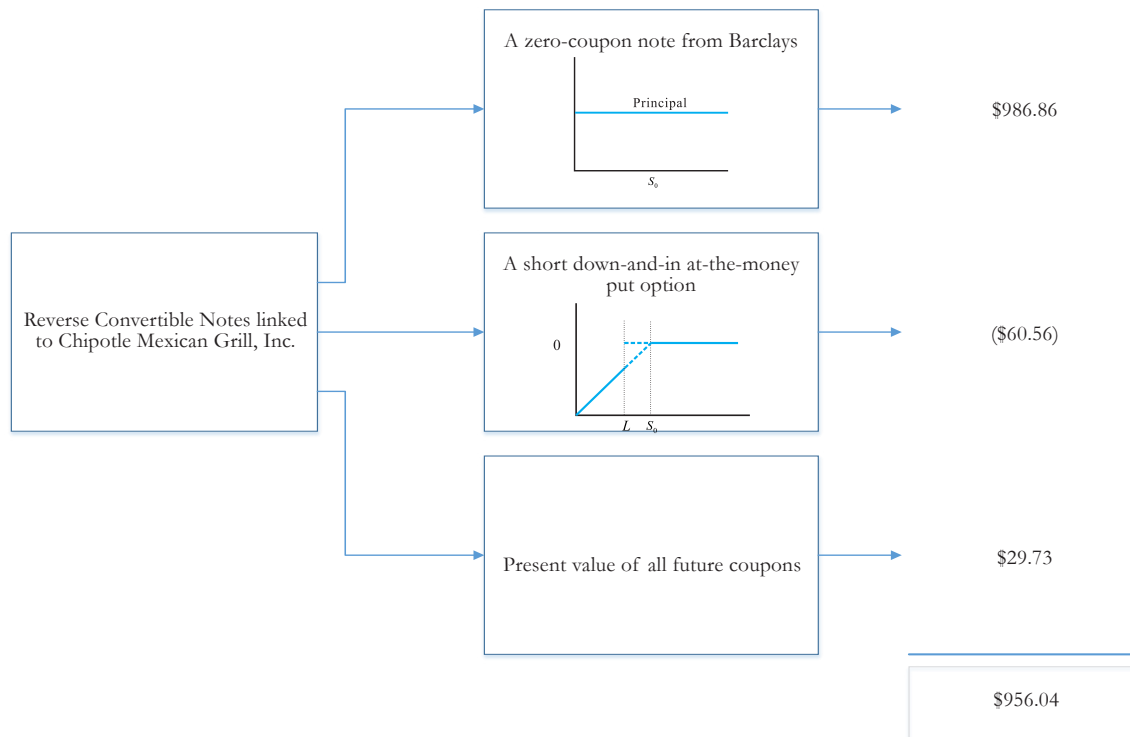 A zero-coupon note from Barclays
Principal
S₀
$986.86
Reverse Convertible Notes linked
to Chipotle Mexican Grill, Inc.
A short down-and-in at-the-money
put option
0
L S₀
($60.56)
Present value of all future coupons
$29.73
$956.04